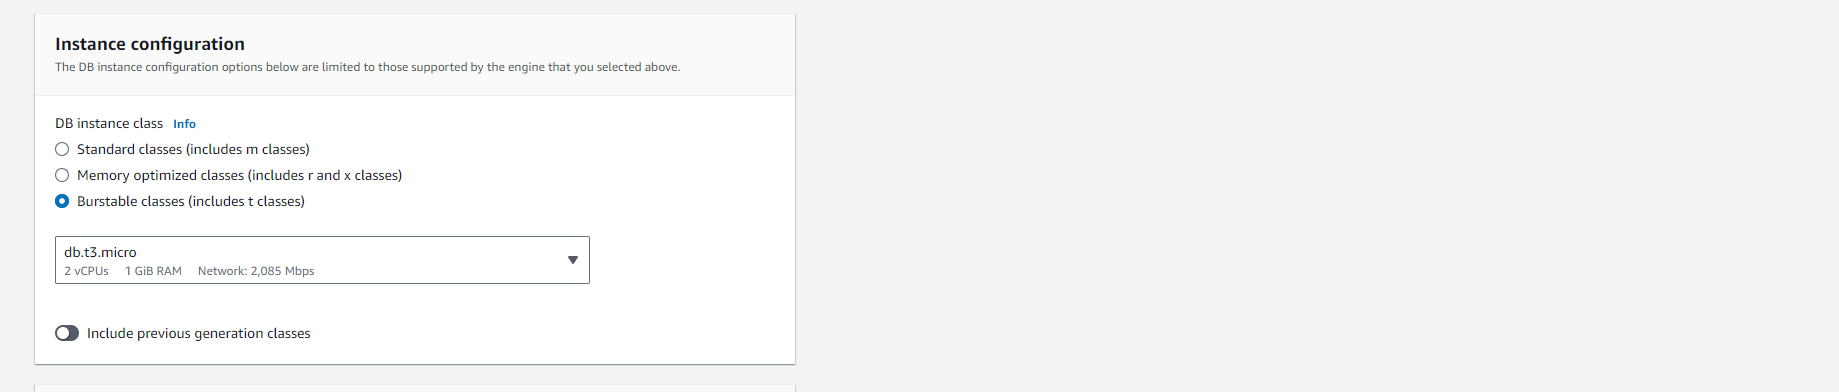 Instance configuration
The DB instance configuration options below are limited to those supported by the engine that you selected above.
DB instance class Info
Standard classes (includes m classes)
Memory optimized classes (includes r and x classes)
Burstable classes (includes t classes)
db.t3.micro
2 vCPUs 1 GiB RAM Network: 2,085 Mbps
Include previous generation classes